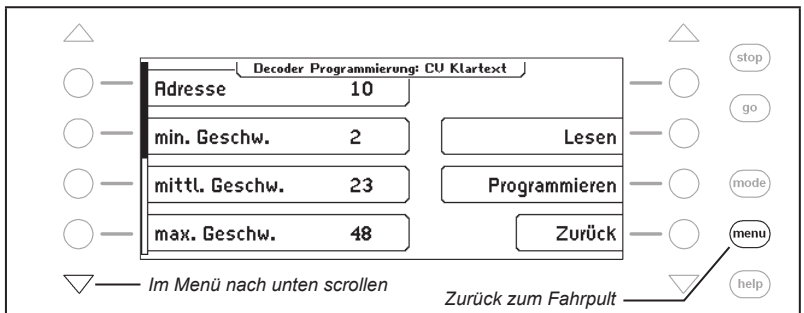 stop
Decoder Programmierung: CV Klartext
Adresse 10
go
min. Geschw. 2 Lesen
mittl. Geschw. 23 Programmieren
mode
max. Geschw. 48 Zurück
menu
Im Menü nach unten scrollen
help
Zurück zum Fahrpult